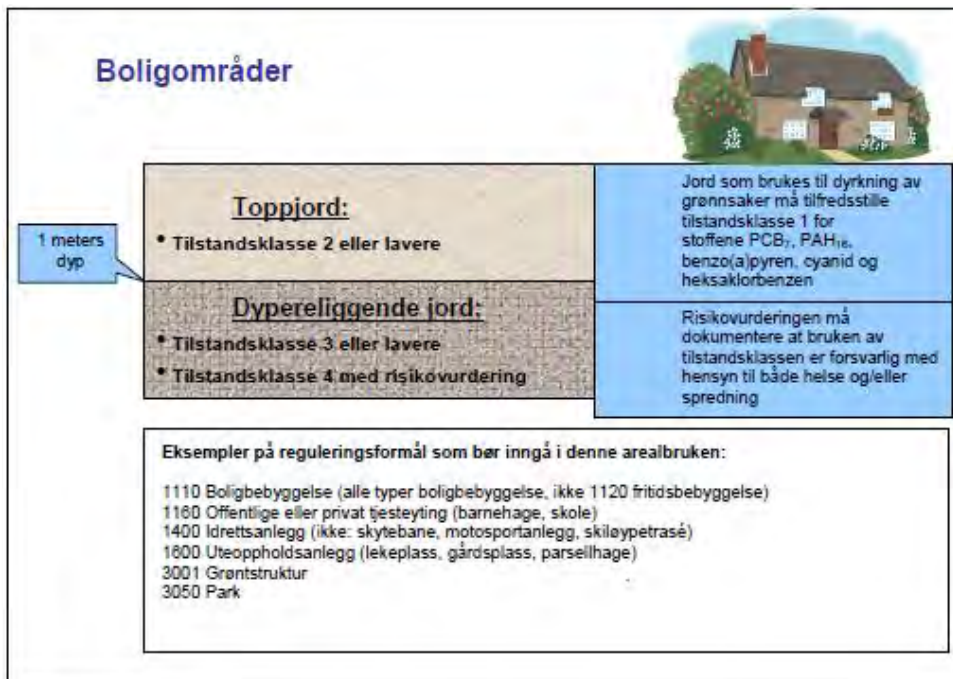 Boligområder
Toppjord:
• Tilstandsklasse 2 eller lavere
1 meters
dyp
Jord som brukes til dyrkning av
grønnsaker må tilfredsstille
tilstandsklasse 1 for
stoffene PCB₇, PAH₁₆,
benzo(a)pyren, cyanid og
heksaklorbenzen
Dypereliggende jord:
• Tilstandsklasse 3 eller lavere
• Tilstandsklasse 4 med risikovurdering
Risikovurderingen må
dokumentere at bruken av
tilstandsklassen er forsvarlig med
hensyn til både helse og/eller
spredning
Eksempler på reguleringsformål som bør inngå i denne arealbruken:
1110 Boligbebyggelse (alle typer boligbebyggelse, ikke 1120 fritidsbebyggelse)
1160 Offentlige eller privat tjesteyting (barnehage, skole)
1400 Idrettsanlegg (ikke: skytebane, motosportanlegg, skiløypetrasé)
1600 Uteoppholdsanlegg (lekeplass, gårdsplass, parsellhage)
3001 Grøntstruktur
3050 Park